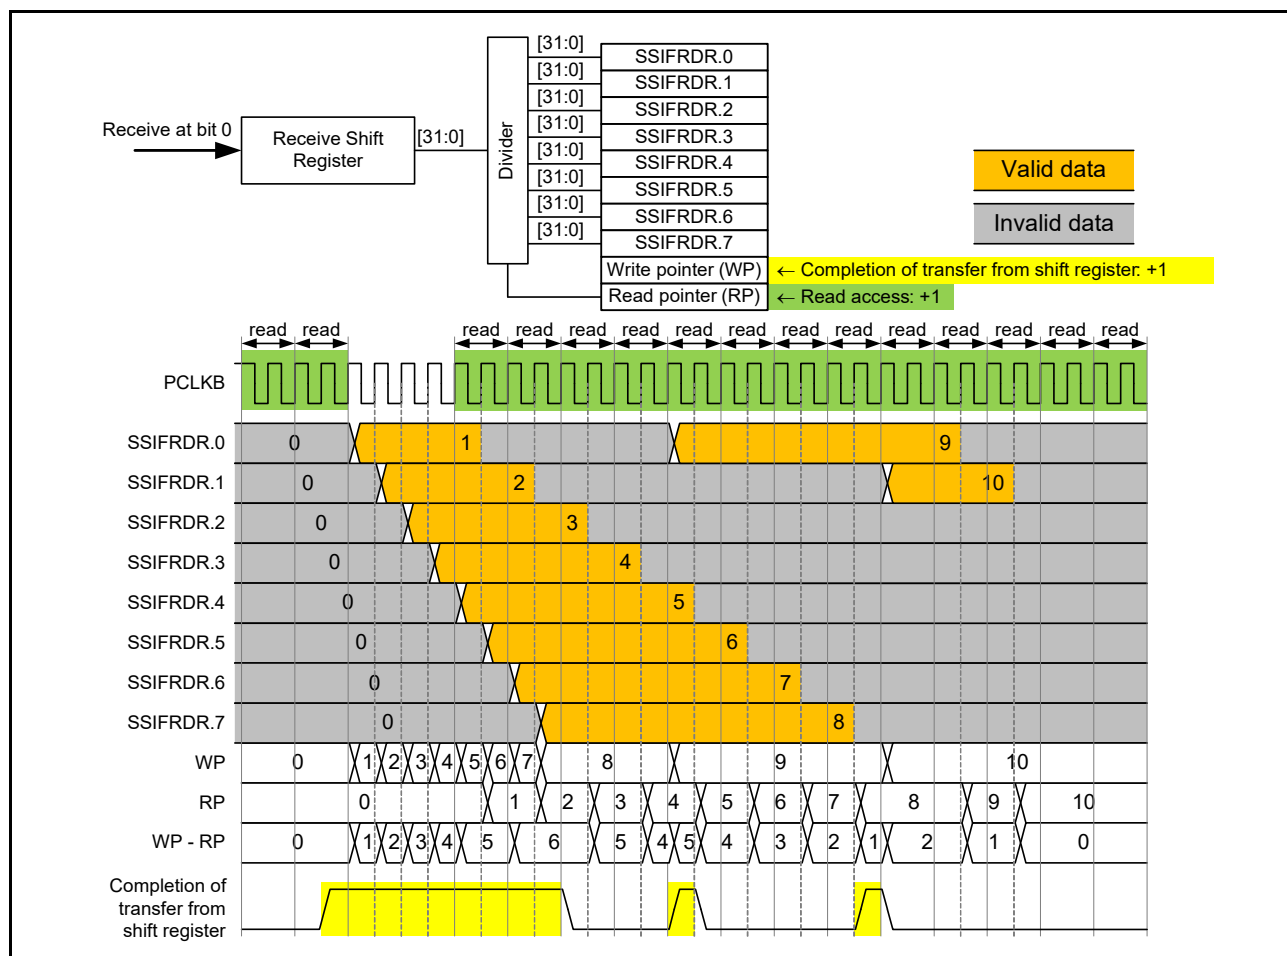 [31:0]
SSIFRDR.0
[31:0]
SSIFRDR.1
[31:0]
SSIFRDR.2
[31:0]
SSIFRDR.3
[31:0]
SSIFRDR.4
[31:0]
SSIFRDR.5
[31:0]
SSIFRDR.6
[31:0]
SSIFRDR.7
Receive at bit 0
Receive Shift
Register
[31:0]
Divider
Valid data
Invalid data
Write pointer (WP) ← Completion of transfer from shift register: +1
Read pointer (RP) ← Read access: +1
read read read read read read read read read read read read read read read
PCLKB
SSIFRDR.0 0 1 9
SSIFRDR.1 0 2 10
SSIFRDR.2 0 3
SSIFRDR.3 0 4
SSIFRDR.4 0 5
SSIFRDR.5 0 6
SSIFRDR.6 0 7
SSIFRDR.7 0 8
WP 0 1 2 3 4 5 6 7 8 9 10
RP 0 1 2 3 4 5 6 7 8 9 10
WP - RP 0 1 2 3 4 5 6 5 4 5 4 3 2 1 2 1 0
Completion of
transfer from
shift register